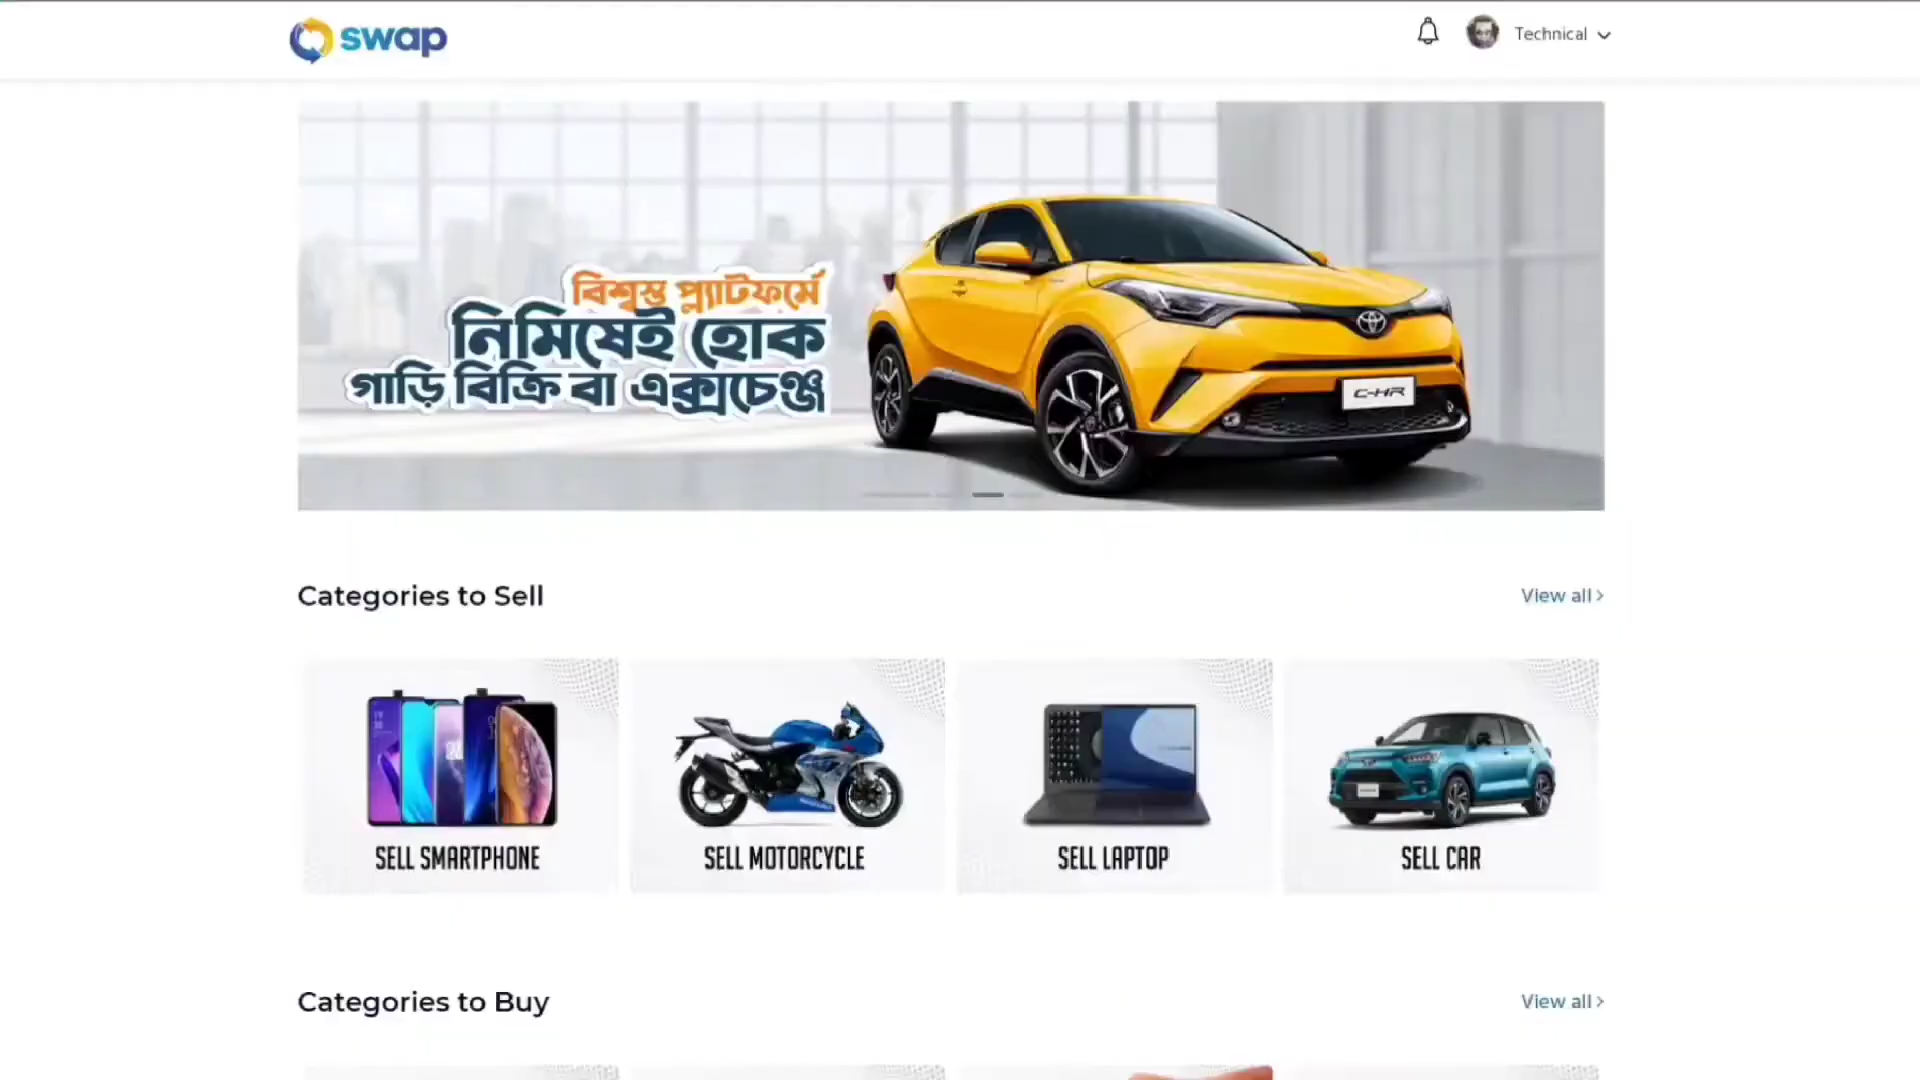 swap
Technical
বিশ্বস্ত প্ল্যাটফর্মে
নিমিষেই হোক
গাড়ি বিক্রি বা এক্সচেঞ্জ
C-HR
Categories to Sell
View all
SELL SMARTPHONE
SELL MOTORCYCLE
SELL LAPTOP
SELL CAR
Categories to Buy
View all